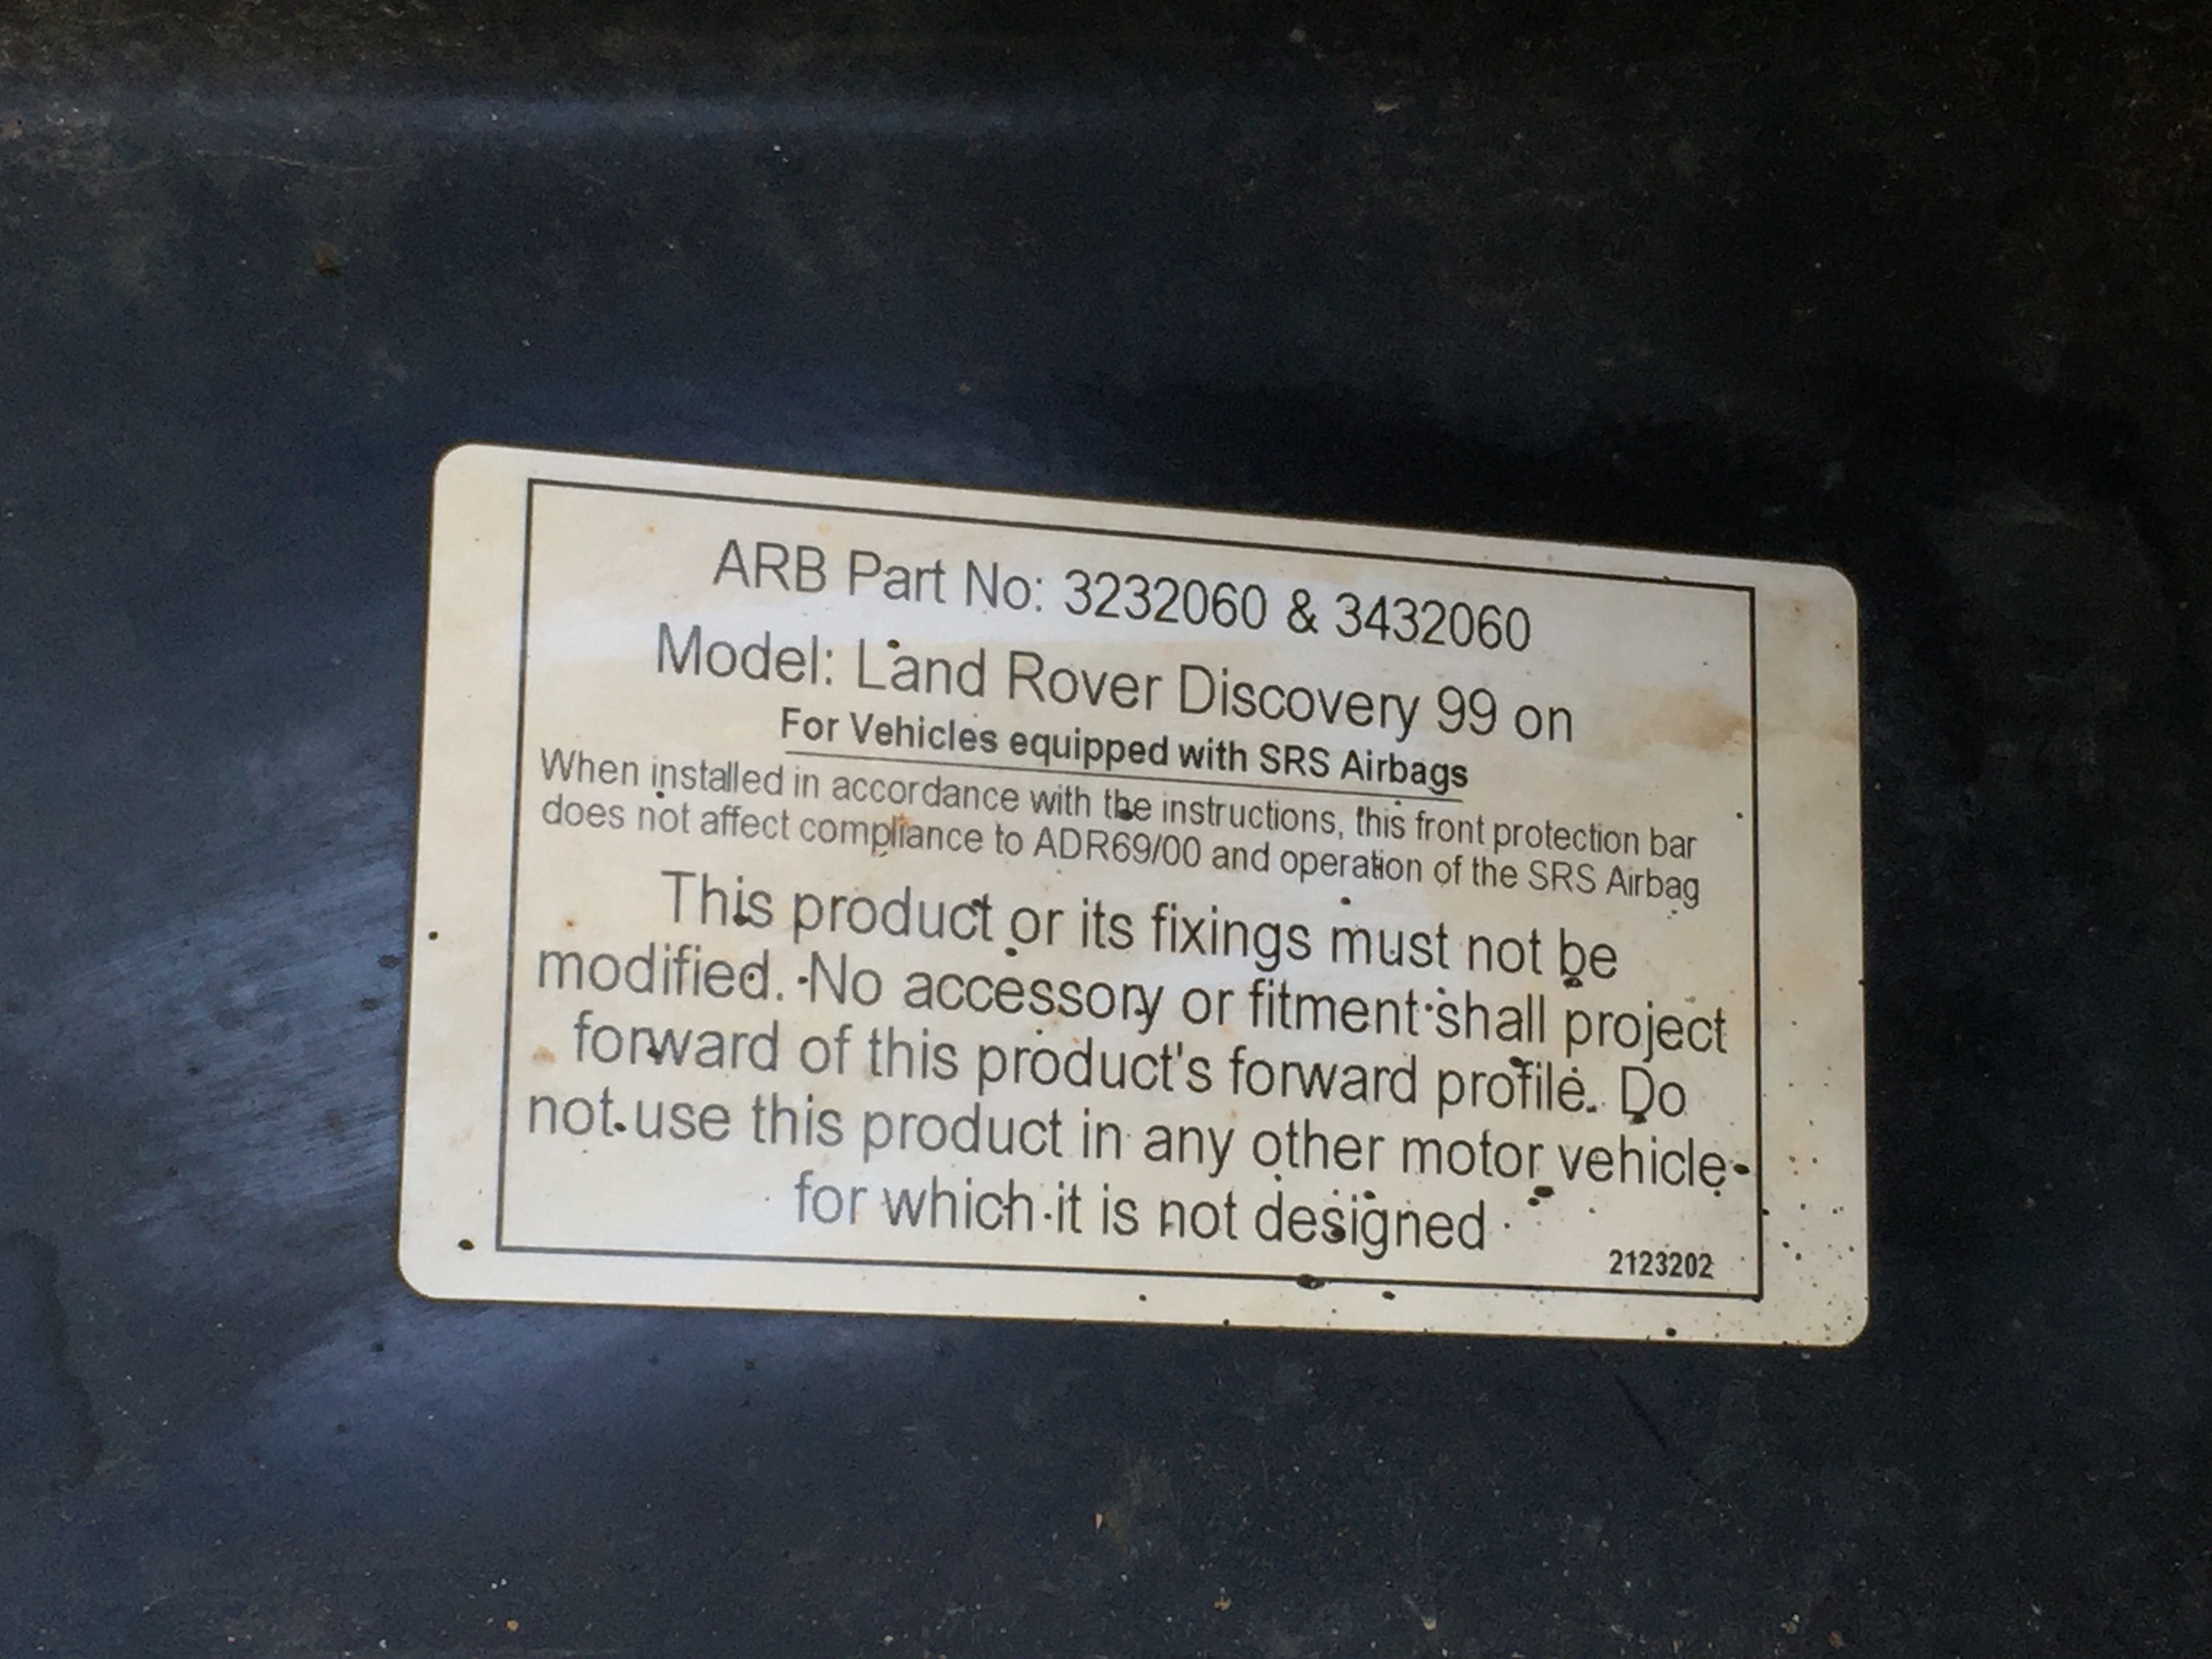 ARB Part No: 3232060 & 3432060
Model: Land Rover Discovery 99 on
For Vehicles equipped with SRS Airbags
When installed in accordance with the instructions, this front protection bar
does not affect compliance to ADR69/00 and operation of the SRS Airbag
This product or its fixings must not be
modified. No accessory or fitment shall project
forward of this product's forward profile. Do
not use this product in any other motor vehicle
for which it is not designed
2123202